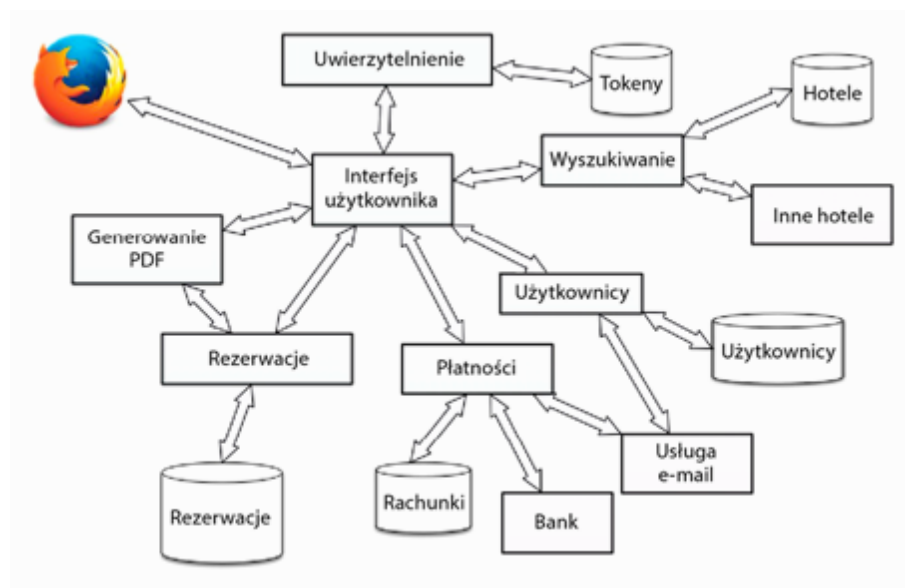 Uwierzytelnienie
Tokeny
Hotele
Wyszukiwanie
Interfejs
użytkownika
Inne hotele
Generowanie
PDF
Użytkownicy
Użytkownicy
Rezerwacje
Płatności
Usługa
e-mail
Rachunki
Rezerwacje
Bank